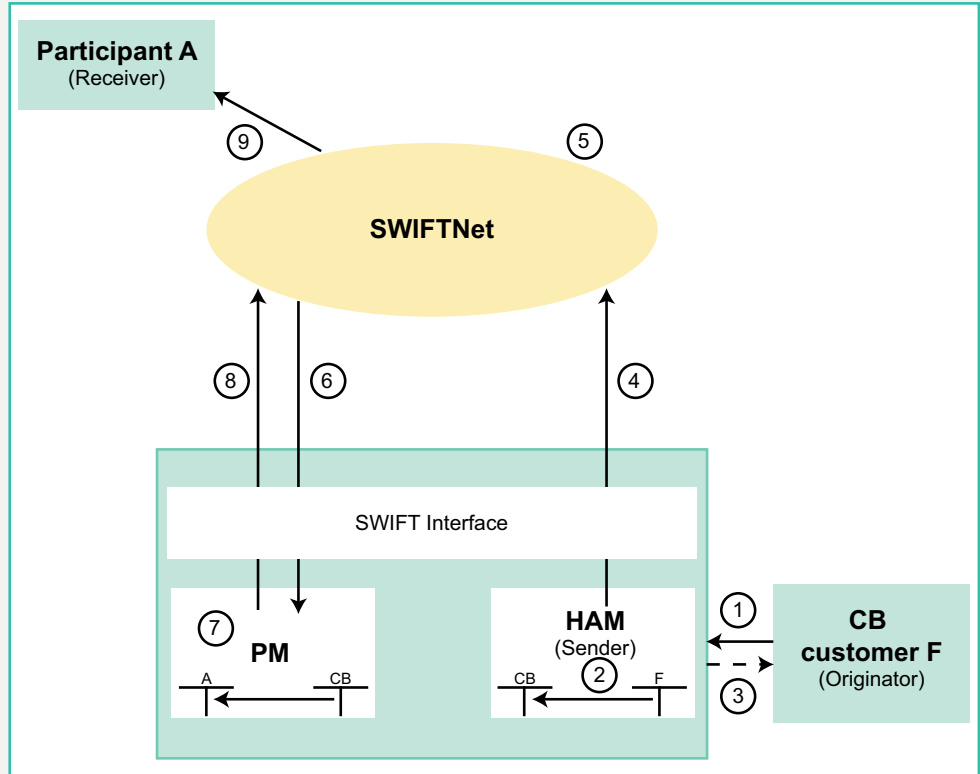 Participant A
(Receiver)
9
5
SWIFTNet
8
6
4
SWIFT Interface
7
PM
A
CB
HAM
(Sender)
2
CB
F
1
3
CB
customer F
(Originator)